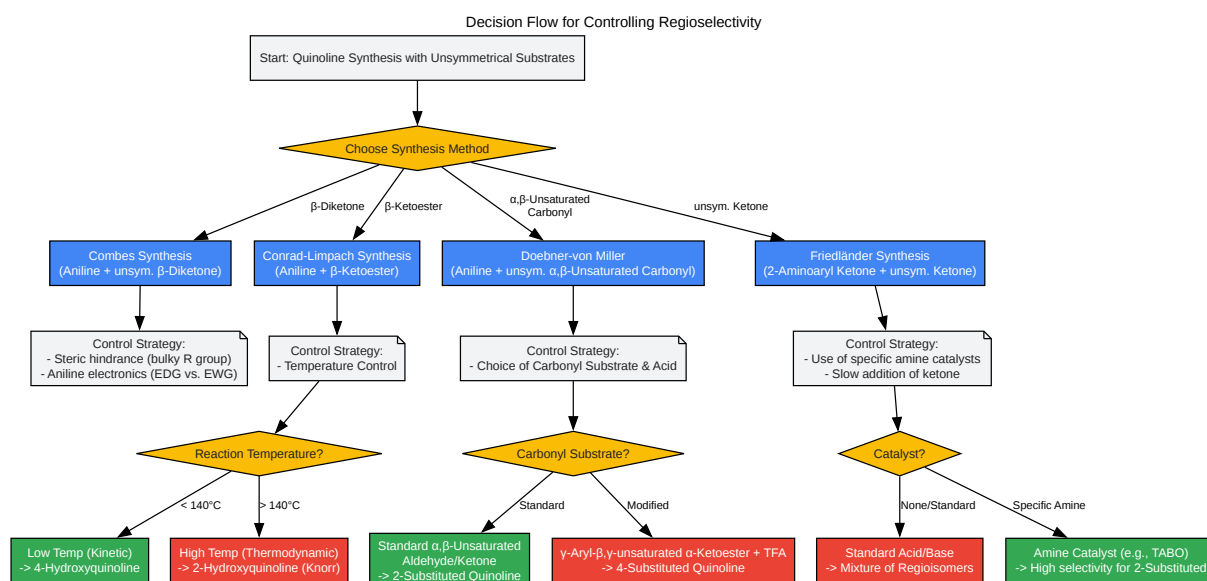 Decision Flow for Controlling Regioselectivity
Start: Quinoline Synthesis with Unsymmetrical Substrates
Choose Synthesis Method
β-Diketone
β-Ketoester
α,β-Unsaturated
Carbonyl
unsym. Ketone
Combes Synthesis
(Aniline + unsym. β-Diketone)
Conrad-Limpach Synthesis
(Aniline + β-Ketoester)
Doebner-von Miller
(Aniline + unsym. α,β-Unsaturated Carbonyl)
Friedländer Synthesis
(2-Aminoaryl Ketone + unsym. Ketone)
Control Strategy:
- Steric hindrance (bulky R group)
- Aniline electronics (EDG vs. EWG)
Control Strategy:
- Temperature Control
Control Strategy:
- Choice of Carbonyl Substrate & Acid
Control Strategy:
- Use of specific amine catalysts
- Slow addition of ketone
Reaction Temperature?
Carbonyl Substrate?
Catalyst?
< 140°C
> 140°C
Standard
Modified
None/Standard
Specific Amine
Low Temp (Kinetic)
-> 4-Hydroxyquinoline
High Temp (Thermodynamic)
-> 2-Hydroxyquinoline (Knorr)
Standard α,β-Unsaturated
Aldehyde/Ketone
-> 2-Substituted Quinoline
γ-Aryl-β,γ-unsaturated α-Ketoester + TFA
-> 4-Substituted Quinoline
Standard Acid/Base
-> Mixture of Regioisomers
Amine Catalyst (e.g., TABO)
-> High selectivity for 2-Substituted